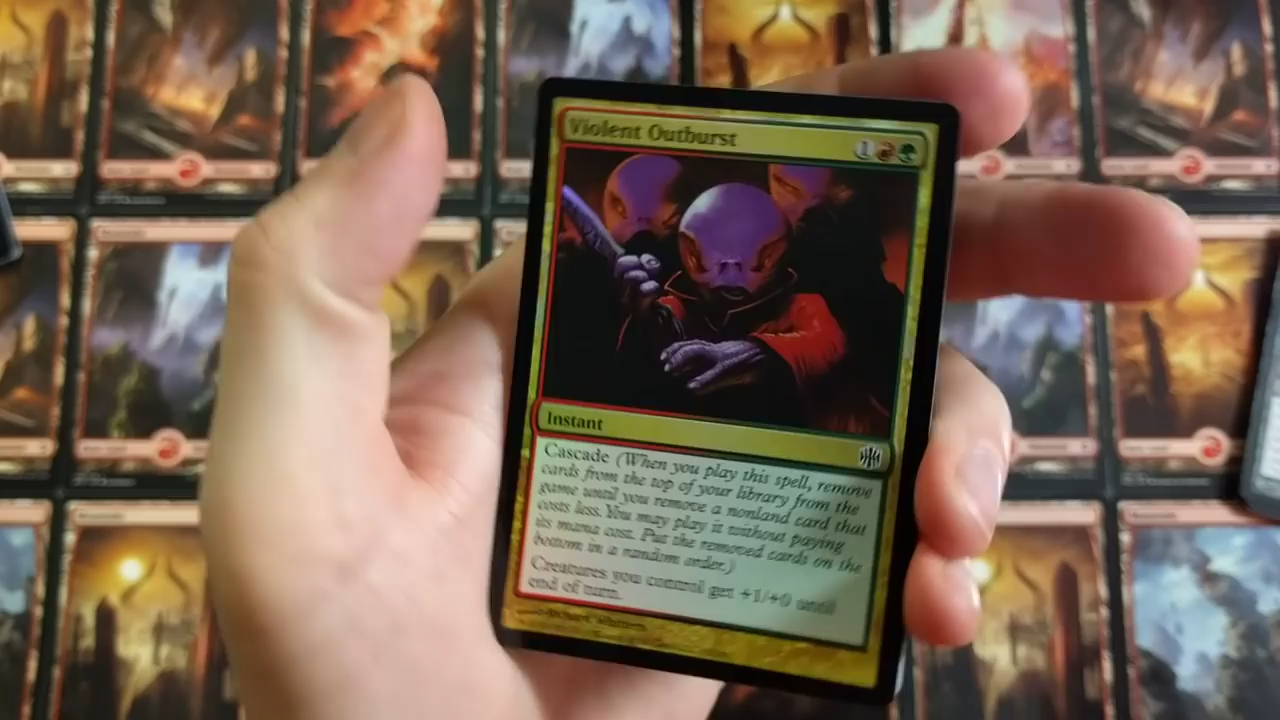 Violent Outburst
1
Instant
Cascade (When you play this spell, remove
cards from the top of your library from the
game until you remove a nonland card that
costs less. You may play it without paying
its mana cost. Put the removed cards on the
bottom in a random order.)
Creatures you control get +1/+0 until
end of turn.
Richard Whitters